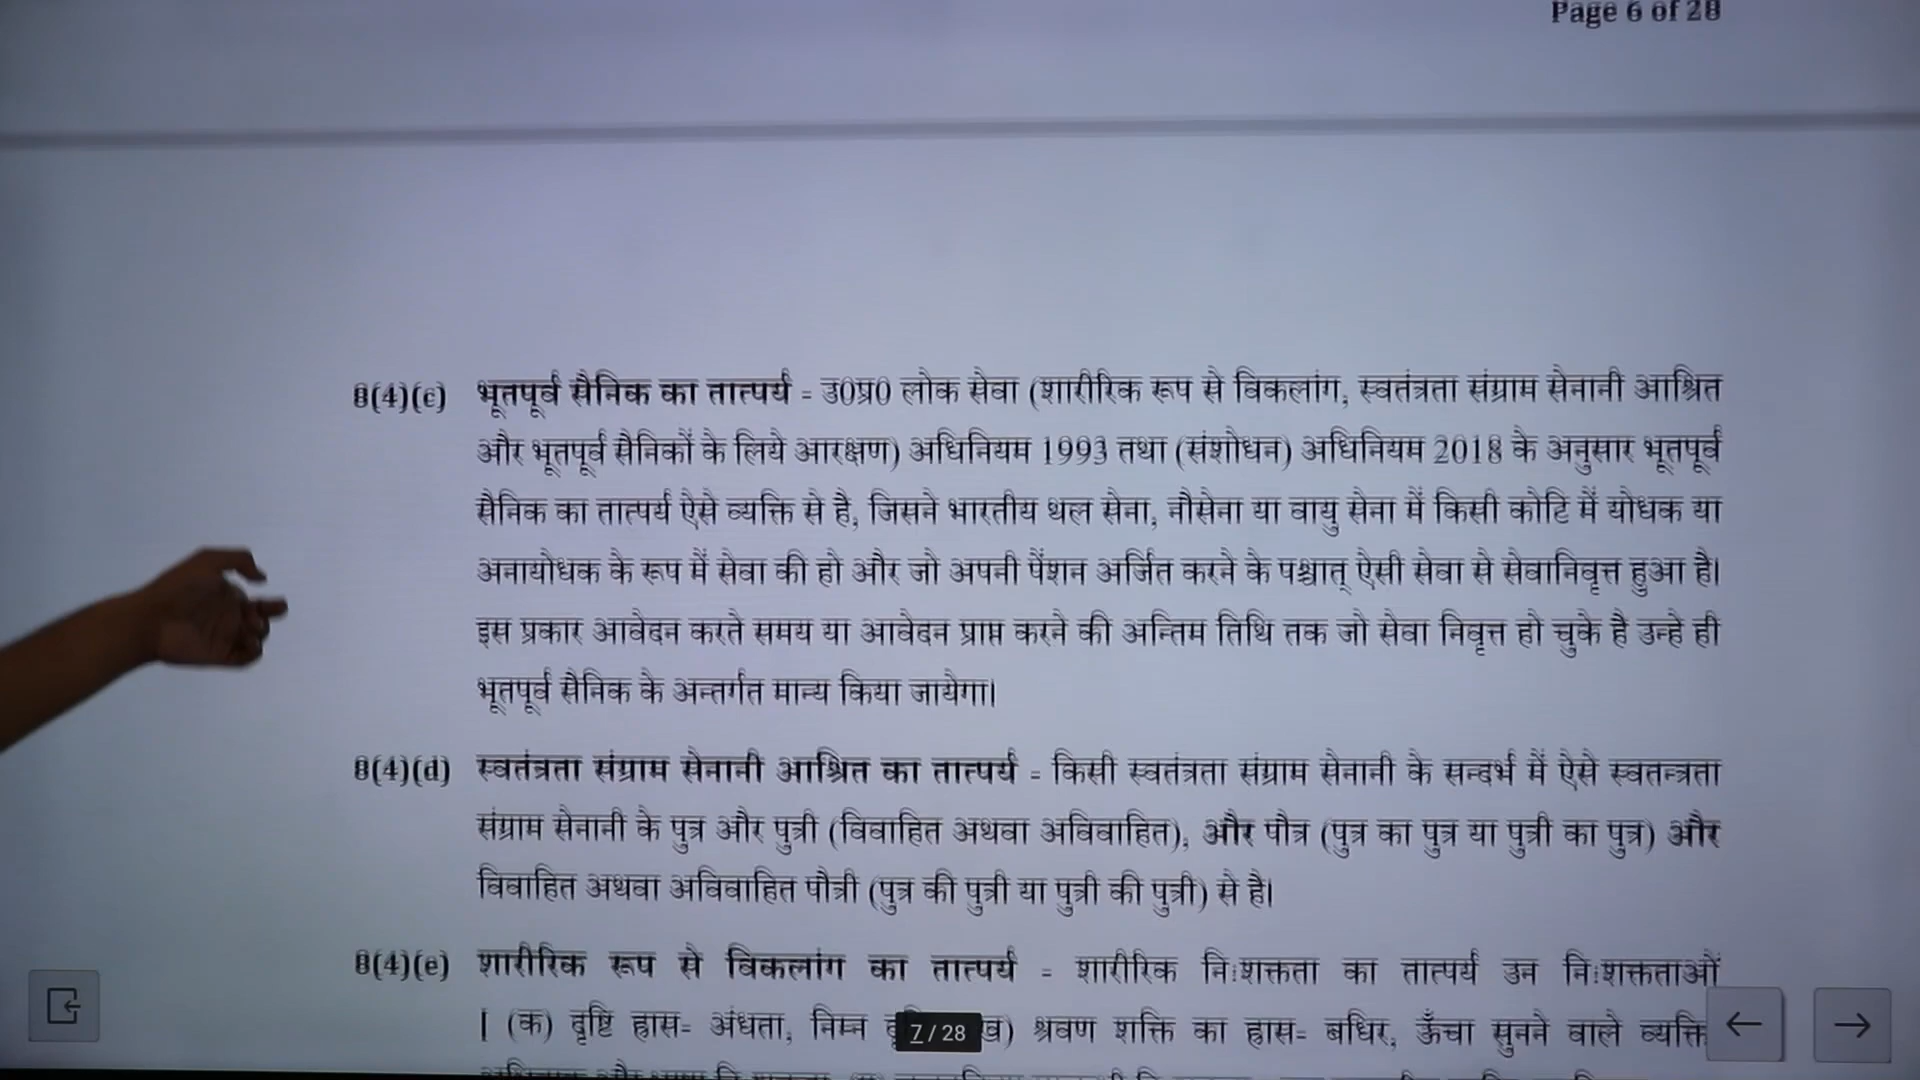 Page 6 of 28
8(4)(c) भूतपूर्व सैनिक का तात्पर्य - उ0प्र0 लोक सेवा (शारीरिक रूप से विकलांग, स्वतंत्रता संग्राम सेनानी आश्रित
और भूतपूर्व सैनिकों के लिये आरक्षण) अधिनियम 1993 तथा (संशोधन) अधिनियम 2018 के अनुसार भूतपूर्व
सैनिक का तात्पर्य ऐसे व्यक्ति से है, जिसने भारतीय थल सेना, नौसेना या वायु सेना में किसी कोटि में योधक या
अनायोधक के रूप में सेवा की हो और जो अपनी पेंशन अर्जित करने के पश्चात् ऐसी सेवा से सेवानिवृत्त हुआ है।
इस प्रकार आवेदन करते समय या आवेदन प्राप्त करने की अन्तिम तिथि तक जो सेवा निवृत्त हो चुके है उन्हे ही
भूतपूर्व सैनिक के अन्तर्गत मान्य किया जायेगा।
8(4)(d) स्वतंत्रता संग्राम सेनानी आश्रित का तात्पर्य - किसी स्वतंत्रता संग्राम सेनानी के सन्दर्भ में ऐसे स्वतन्त्रता
संग्राम सेनानी के पुत्र और पुत्री (विवाहित अथवा अविवाहित), और पौत्र (पुत्र का पुत्र या पुत्री का पुत्र) और
विवाहित अथवा अविवाहित पौत्री (पुत्र की पुत्री या पुत्री की पुत्री) से है।
8(4)(e) शारीरिक रूप से विकलांग का तात्पर्य - शारीरिक निःशक्तता का तात्पर्य उन निःशक्तताओं
[ (क) दृष्टि ह्रास- अंधता, निम्न ख) श्रवण शक्ति का ह्रास- बधिर, ऊँचा सुनने वाले व्यक्ति
7 / 28